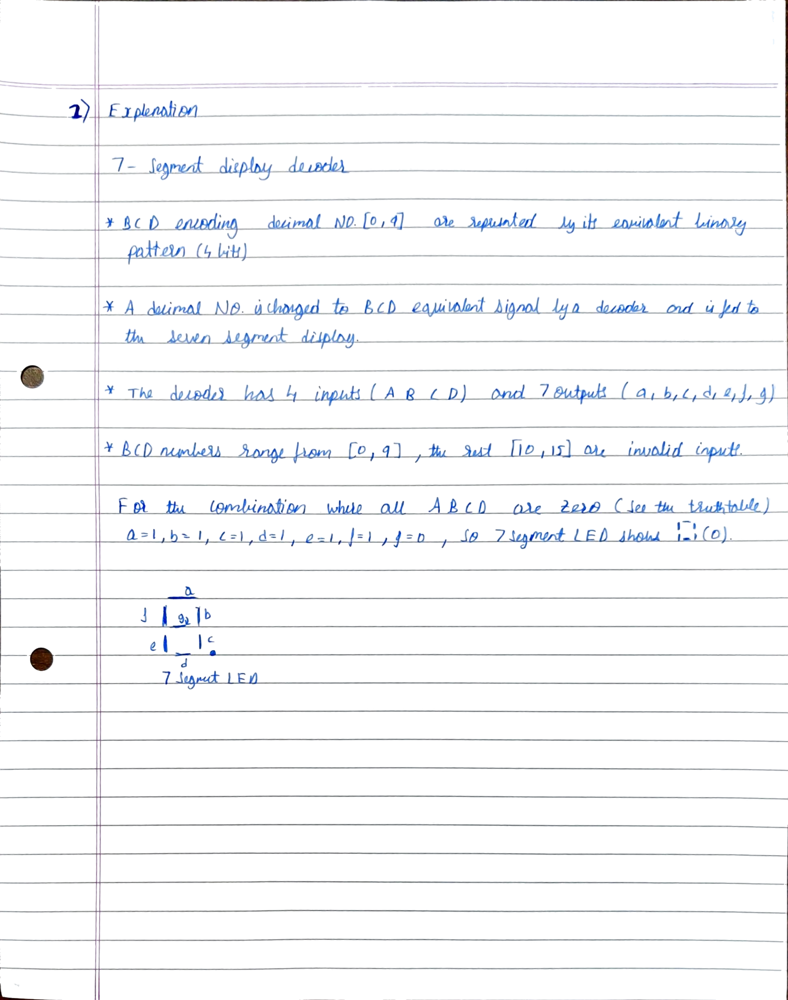 1) Explenation
7- Segment display decoder
* BCD encoding decimal NO. [0, 9] are represnted by its equivalent binary
pattern (4 bits)
* A decimal NO. is changed to BCD equivalent signal by a decoder and is fed to
the seven segment display.
* The decoder has 4 inputs (A B C D) and 7 outputs (a, b, c, d, e, f, g)
* BCD numbers range from [0, 9], the rest [10, 15] are invalid inputs.
For the combination where all A B C D are zero (see the truthtable)
a=1, b=1, c=1, d=1, e=1, f=1, g=0, so 7 segment LED shows (0).
a
f g b
e c
d
7 Segment LED